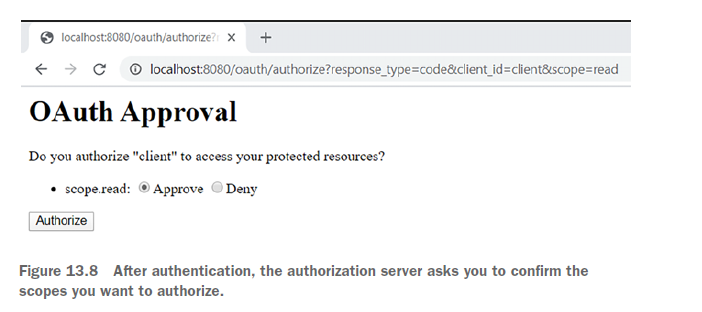 localhost:8080/oauth/authorize?r
localhost:8080/oauth/authorize?response_type=code&client_id=client&scope=read
OAuth Approval
Do you authorize "client" to access your protected resources?
• scope.read: Approve Deny
Authorize
Figure 13.8 After authentication, the authorization server asks you to confirm the
scopes you want to authorize.